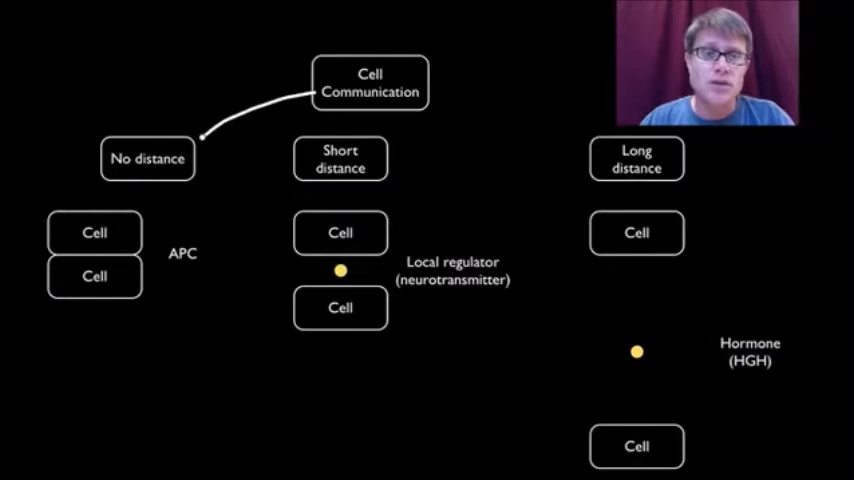 Cell
Communication
No distance
Short
distance
Long
distance
Cell
Cell
APC
Cell
Local regulator
(neurotransmitter)
Cell
Cell
Hormone
(HGH)
Cell